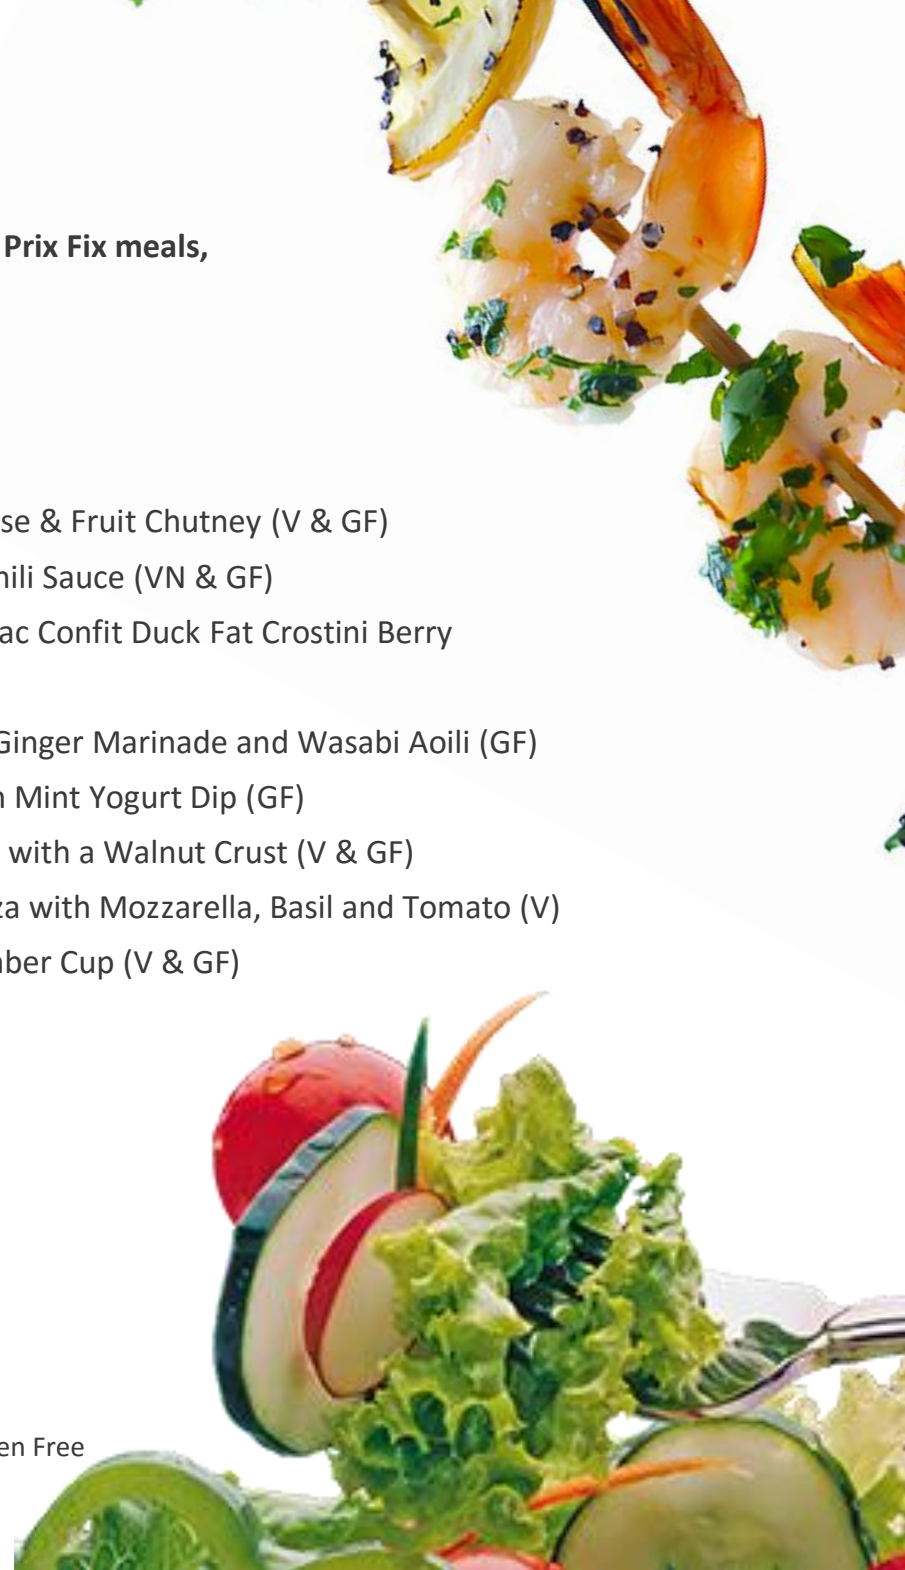 Prix Fix meals,
se & Fruit Chutney (V & GF)
hili Sauce (VN & GF)
ac Confit Duck Fat Crostini Berry
Ginger Marinade and Wasabi Aoili (GF)
Mint Yogurt Dip (GF)
with a Walnut Crust (V & GF)
za with Mozzarella, Basil and Tomato (V)
ber Cup (V & GF)
en Free